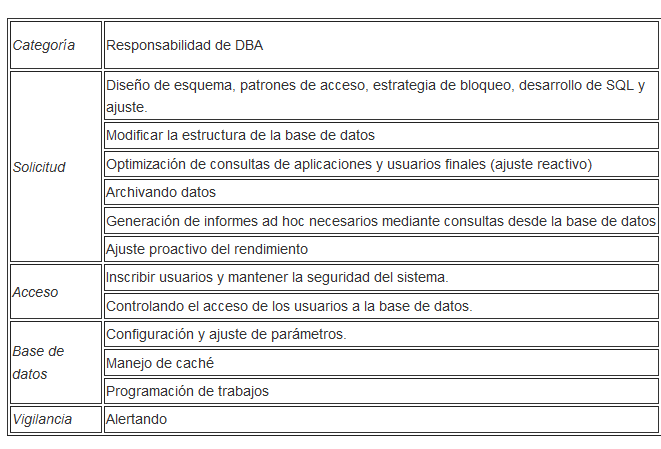 Categoría
Responsabilidad de DBA
Solicitud
Diseño de esquema, patrones de acceso, estrategia de bloqueo, desarrollo de SQL y
ajuste.
Modificar la estructura de la base de datos
Optimización de consultas de aplicaciones y usuarios finales (ajuste reactivo)
Archivando datos
Generación de informes ad hoc necesarios mediante consultas desde la base de datos
Ajuste proactivo del rendimiento
Acceso
Inscribir usuarios y mantener la seguridad del sistema.
Controlando el acceso de los usuarios a la base de datos.
Base de
datos
Configuración y ajuste de parámetros.
Manejo de caché
Programación de trabajos
Vigilancia
Alertando